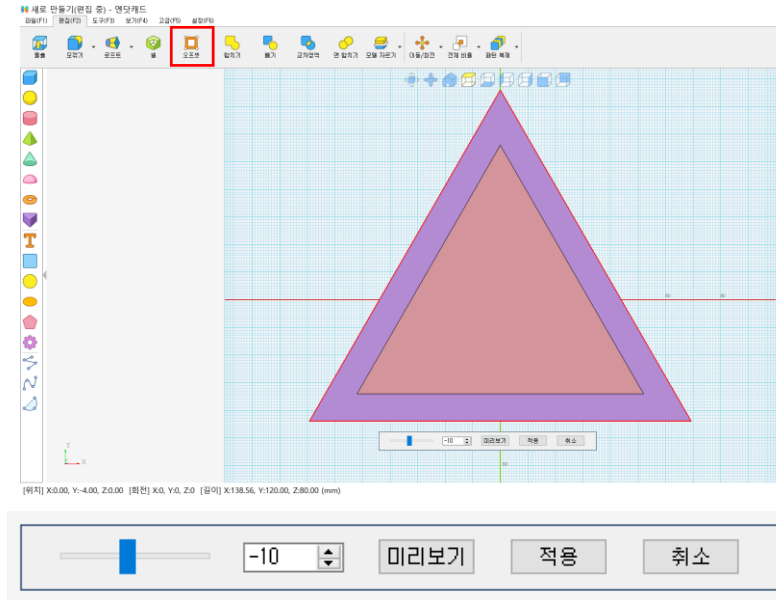 새로 만들기(편집 중) - 엔닷캐드
파일(F1) 편집(F2) 도구(F3) 보기(F4) 고급(F5) 설정(F6)
돌출 모깎기 로프트 쉘 오프셋 합치기 빼기 교차영역 면 합치기 모델 자르기 이동/회전 전체 비율 패턴 복제
T
-10 미리보기 적용 취소
Y
X
[위치] X:0.00, Y:-4.00, Z:0.00 [회전] X:0, Y:0, Z:0 [길이] X:138.56, Y:120.00, Z:80.00 (mm)
-10 미리보기 적용 취소